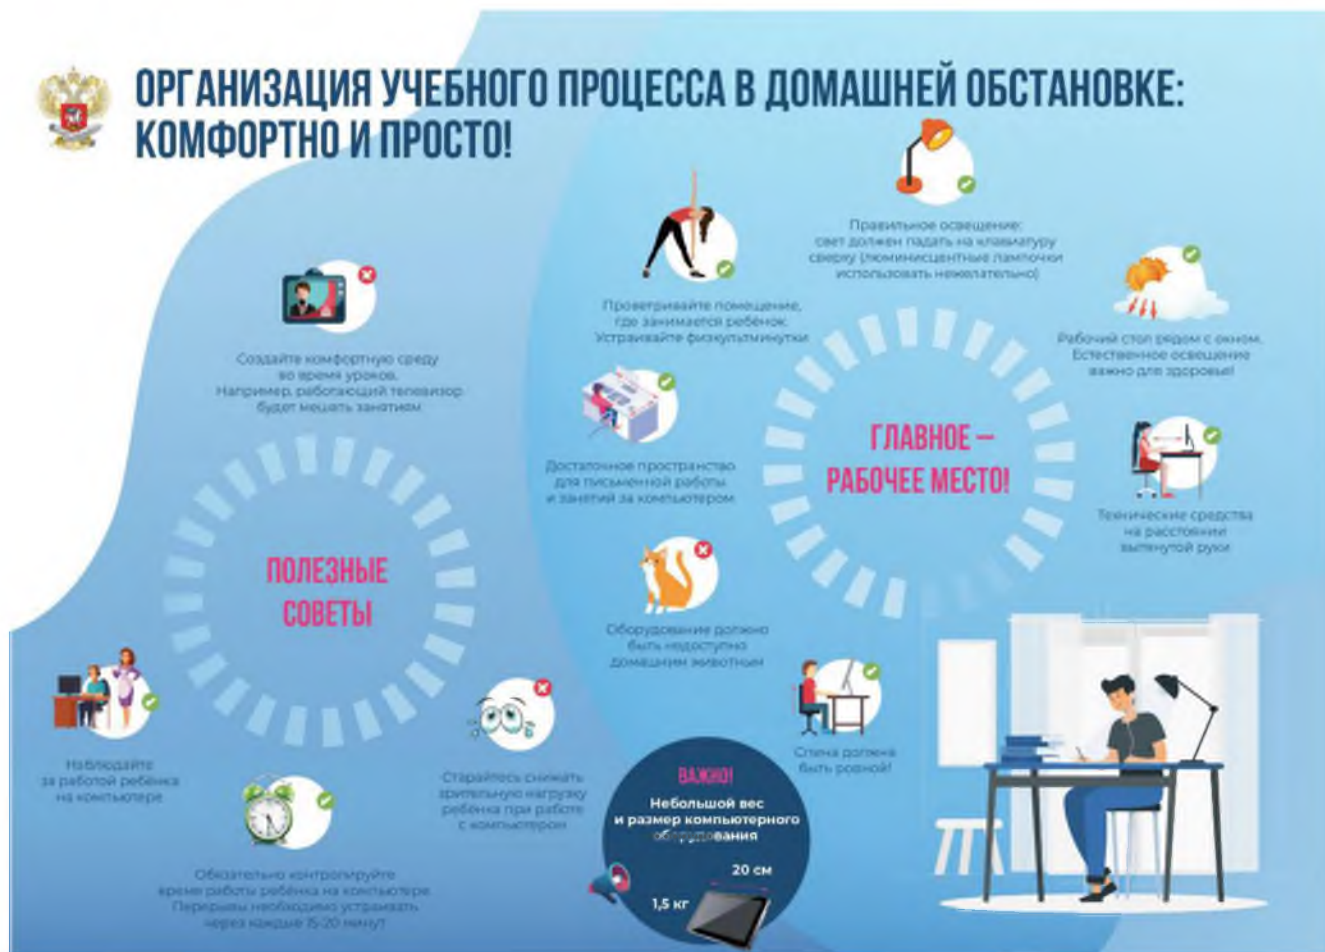 ОРГАНИЗАЦИЯ УЧЕБНОГО ПРОЦЕССА В ДОМАШНЕЙ ОБСТАНОВКЕ:
КОМФОРТНО И ПРОСТО!
Создайте комфортную среду
во время уроков.
Например, работающий телевизор
будет мешать занятиям
ПОЛЕЗНЫЕ
СОВЕТЫ
Наблюдайте
за работой ребёнка
на компьютере
Обязательно контролируйте
время работы ребёнка на компьютере.
Перерывы необходимо устраивать
через каждые 15-20 минут
Старайтесь снижать
зрительную нагрузку
ребёнка при работе
с компьютером
Проветривайте помещение,
где занимается ребёнок.
Устраивайте физкультминутки
Правильное освещение:
свет должен падать на клавиатуру
сверху (люминисцентные лампочки
использовать нежелательно)
Рабочий стол рядом с окном.
Естественное освещение
важно для здоровья!
Достаточное пространство
для письменной работы
и занятий за компьютером
ГЛАВНОЕ –
РАБОЧЕЕ МЕСТО!
Технические средства
на расстоянии
вытянутой руки
Оборудование должно
быть недоступно
домашним животным
Спина должна
быть ровной!
ВАЖНО!
Небольшой вес
и размер компьютерного
оборудования
20 см
1,5 кг